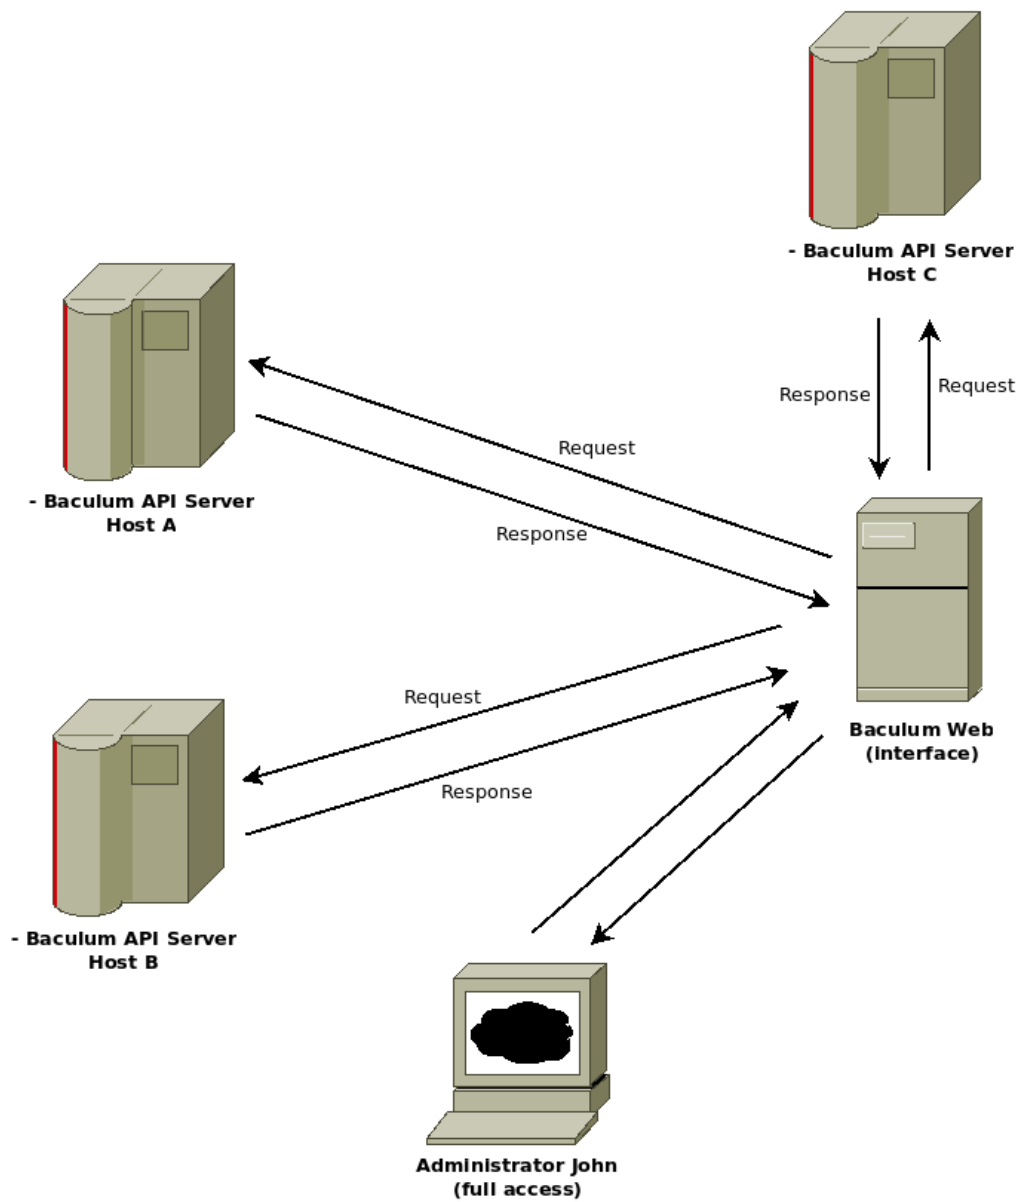 - Baculum API Server
Host C
Response
Request
- Baculum API Server
Host A
Request
Response
Baculum Web
(interface)
Request
Response
- Baculum API Server
Host B
Administrator John
(full access)